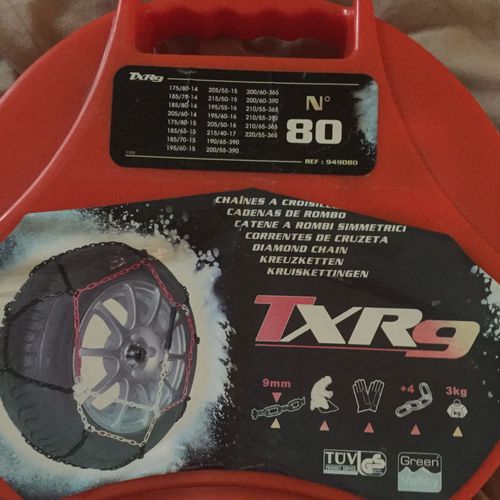 TXR9
175/80-14 205/55-15 200/60-365
185/75-14 215/50-15 200/60-390
185/80-14 195/55-16 210/55-365
205/60-14 195/60-16 210/55-390
175/80-15 205/50-16 210/65-365
185/65-15 215/40-17 220/55-365
185/70-15 190/65-390
195/60-15 200/55-390
N°
80
REF : 949080
CHAÎNES A CROISILLONS
CADENAS DE ROMBO
CATENE A ROMBI SIMMETRICI
CORRENTES DE CRUZETA
DIAMOND CHAIN
KREUZKETTEN
KRUISKETTINGEN
TXR9
9mm +4 3kg
kg
TÜV
GS
Green
Valley